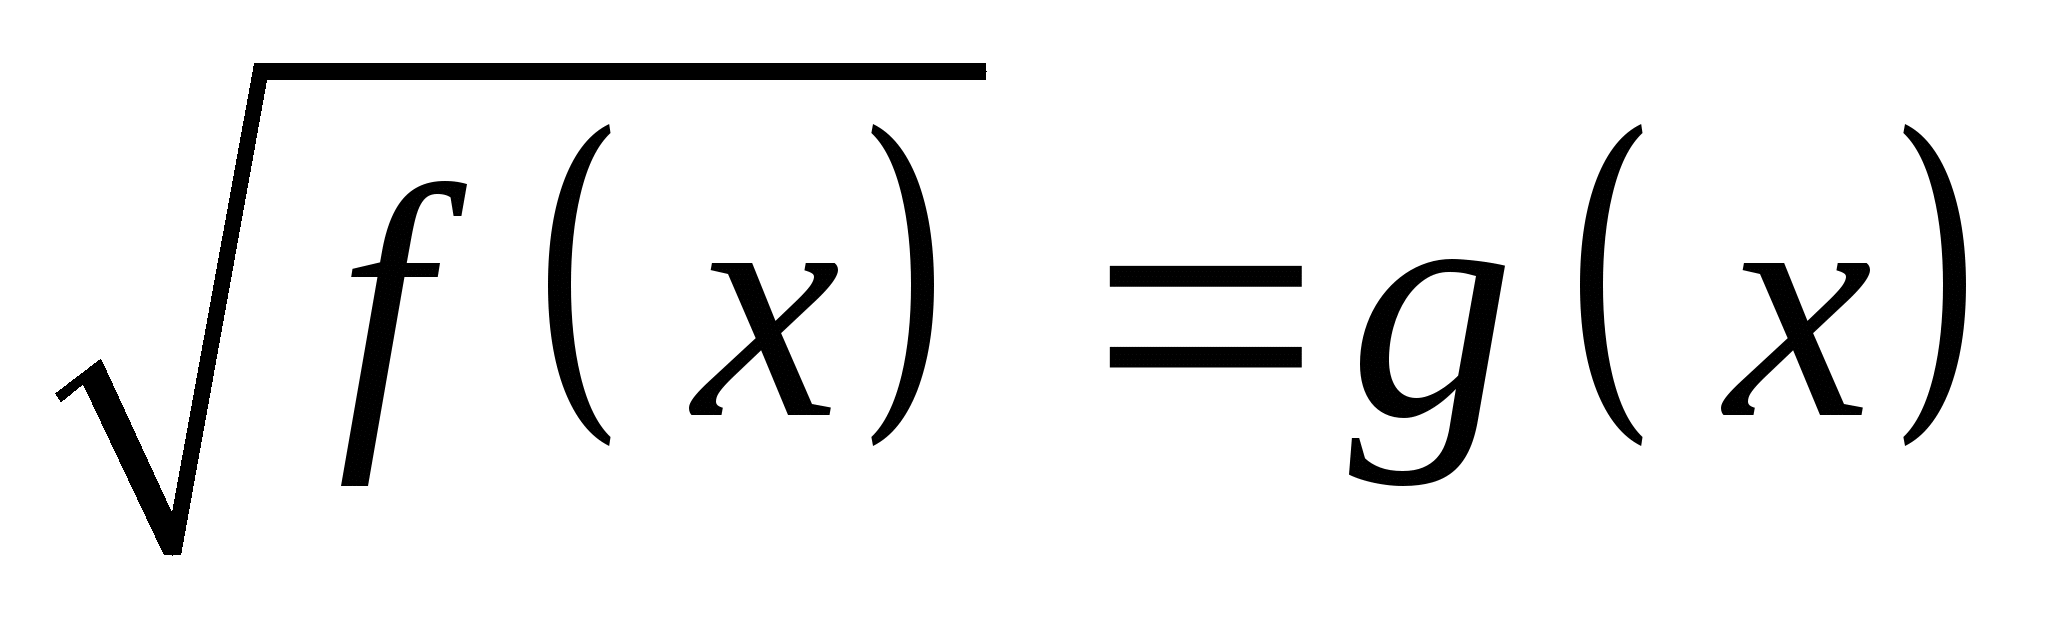 √f(x) = g(x)